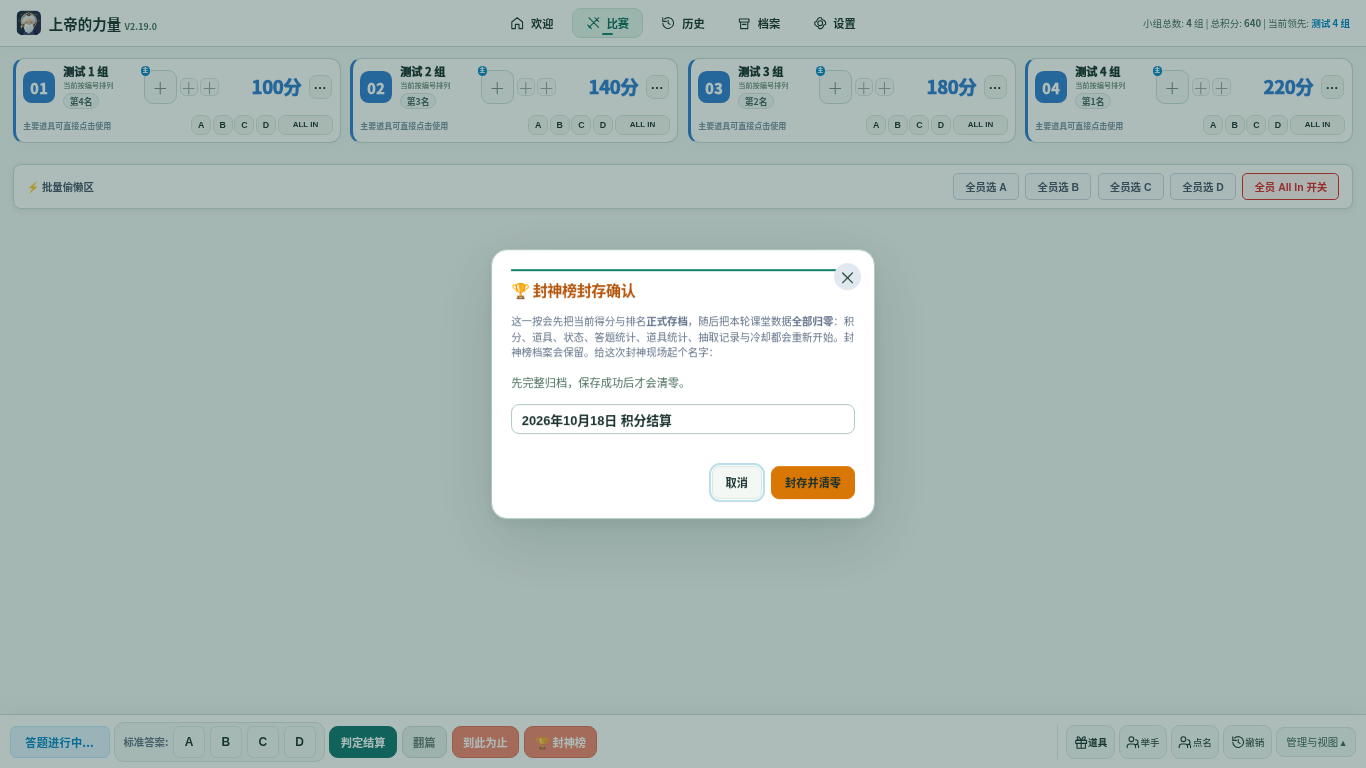 上帝的力量 V2.19.0
欢迎
比赛
历史
档案
设置
小组总数: 4 组 | 总积分: 640 | 当前领先: 测试 4 组
01
测试 1 组
当前按编号排列
第4名
主
100分
主要道具可直接点击使用
A B C D ALL IN
02
测试 2 组
当前按编号排列
第3名
主
140分
主要道具可直接点击使用
A B C D ALL IN
03
测试 3 组
当前按编号排列
第2名
主
180分
主要道具可直接点击使用
A B C D ALL IN
04
测试 4 组
当前按编号排列
第1名
主
220分
主要道具可直接点击使用
A B C D ALL IN
⚡ 批量偷懒区
全员选 A
全员选 B
全员选 C
全员选 D
全员 All In 开关
🏆 封神榜封存确认
这一按会先把当前得分与排名正式存档，随后把本轮课堂数据全部归零：积
分、道具、状态、答题统计、道具统计、抽取记录与冷却都会重新开始。封
神榜档案会保留。给这次封神现场起个名字：
先完整归档，保存成功后才会清零。
2026年10月18日 积分结算
取消
封存并清零
答题进行中...
标准答案: A B C D
判定结算
翻篇
到此为止
🏆 封神榜
道具
举手
点名
撤销
管理与视图 ▴